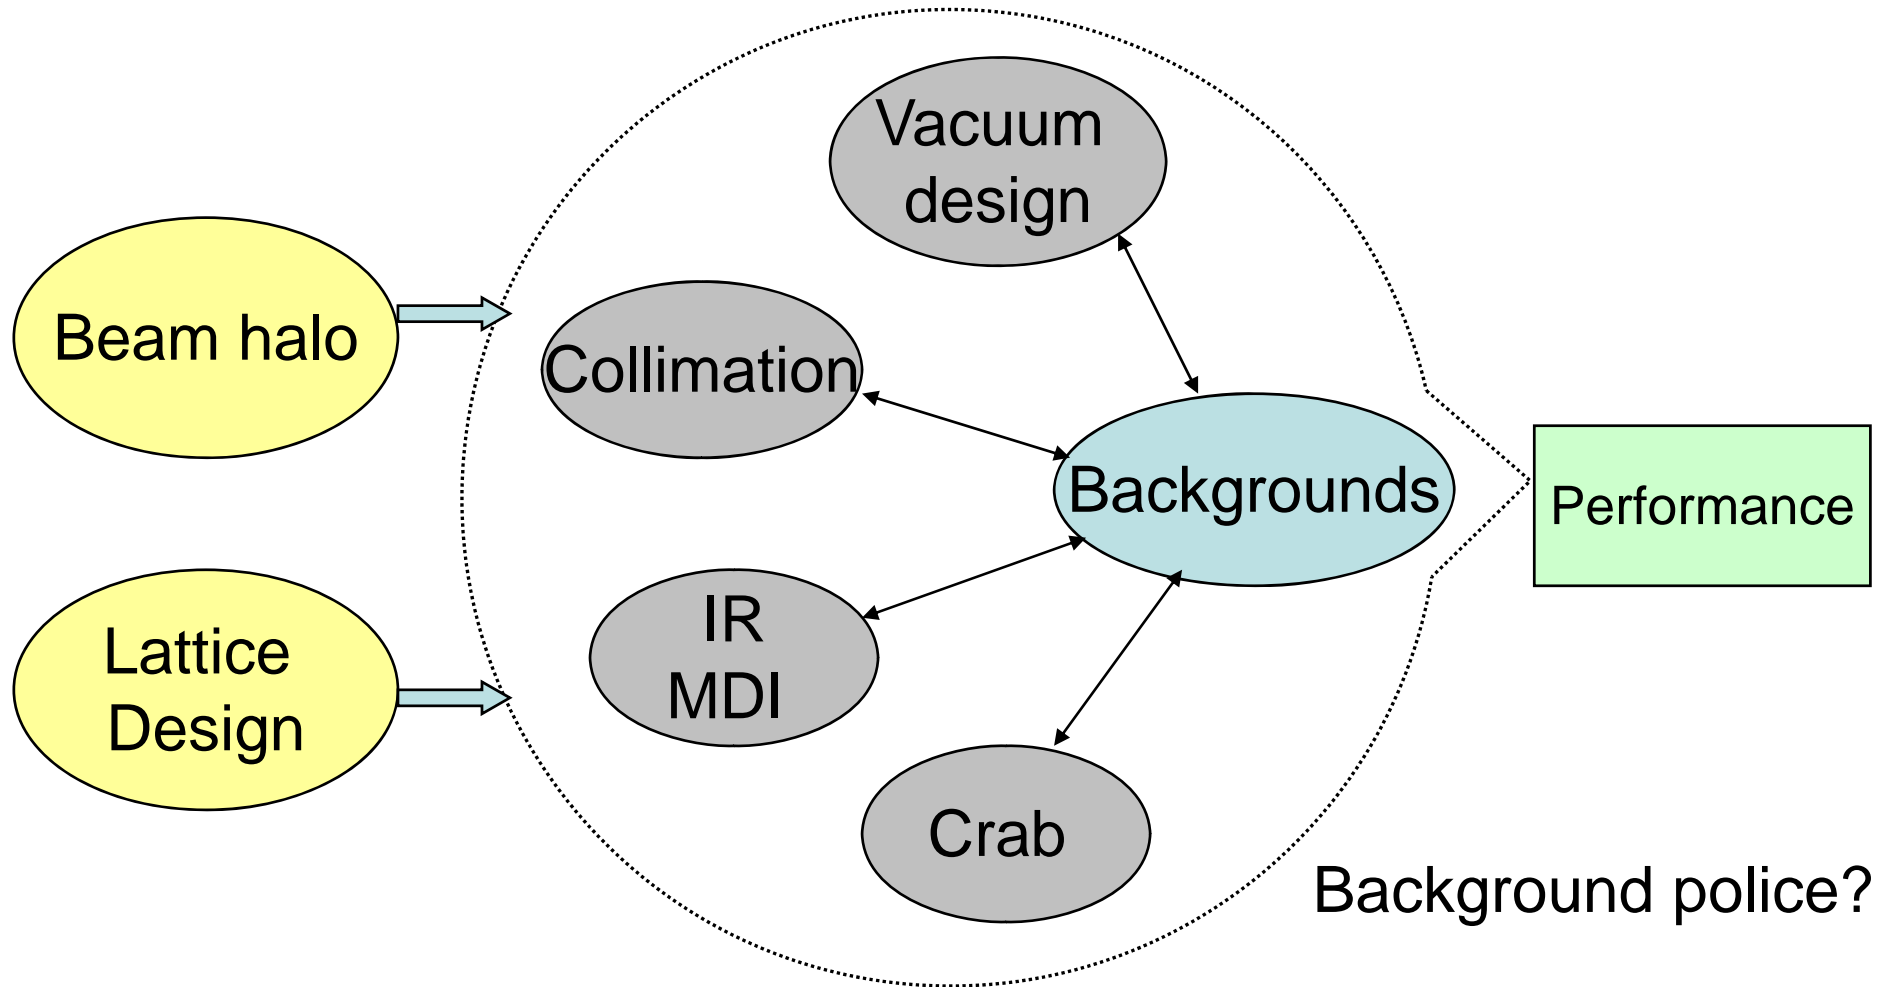 Vacuum
design
Beam halo
Collimation
Backgrounds
Performance
IR
MDI
Lattice
Design
Crab
Background police?